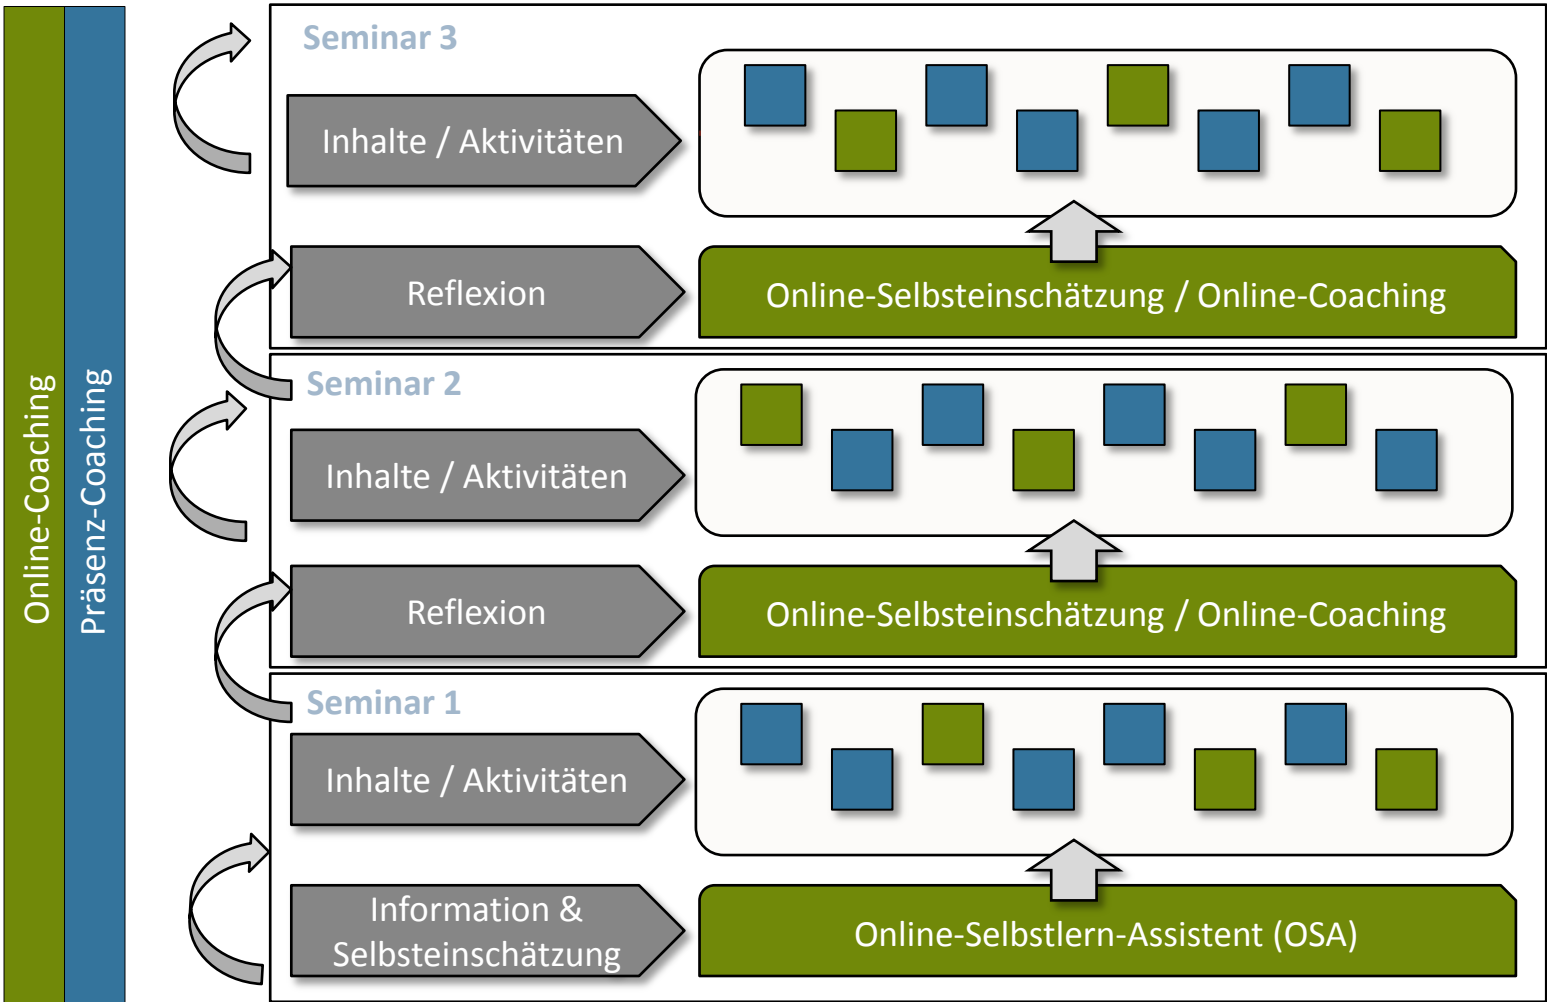 Online-Coaching
Präsenz-Coaching
Seminar 3
Inhalte / Aktivitäten
Reflexion
Online-Selbsteinschätzung / Online-Coaching
Seminar 2
Inhalte / Aktivitäten
Reflexion
Online-Selbsteinschätzung / Online-Coaching
Seminar 1
Inhalte / Aktivitäten
Information &
Selbsteinschätzung
Online-Selbstlern-Assistent (OSA)